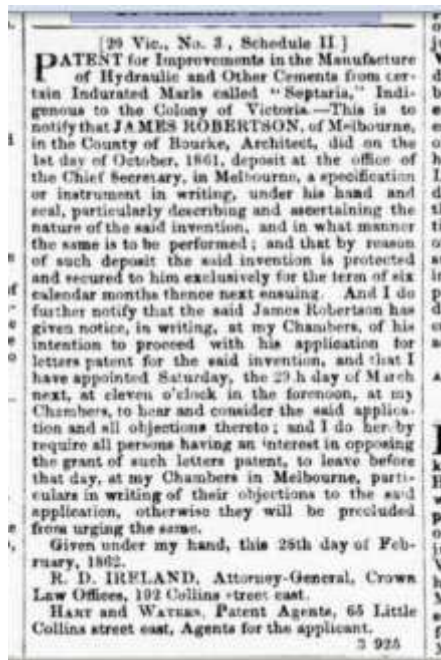 [20 Vic., No. 3, Schedule II.]
PATENT for Improvements in the Manufacture
of Hydraulic and Other Cements from cer-
tain Indurated Marls called "Septaria," Indi-
genous to the Colony of Victoria.—This is to
notify that JAMES ROBERTSON, of Melbourne,
in the County of Bourke, Architect, did on the
1st day of October, 1861, deposit at the office of
the Chief Secretary, in Melbourne, a specification
or instrument in writing, under his hand and
seal, particularly describing and ascertaining the
nature of the said invention, and in what manner
the same is to be performed; and that by reason
of such deposit the said invention is protected
and secured to him exclusively for the term of six
calendar months thence next ensuing. And I do
further notify that the said James Robertson has
given notice, in writing, at my Chambers, of his
intention to proceed with his application for
letters patent for the said invention, and that I
have appointed Saturday, the 29 h day of March
next, at eleven o'clock in the forenoon, at my
Chambers, to hear and consider the said applica-
tion and all objections thereto; and I do hereby
require all persons having an interest in opposing
the grant of such letters patent, to leave before
that day, at my Chambers in Melbourne, parti-
culars in writing of their objections to the said
application, otherwise they will be precluded
from urging the same.
Given under my hand, this 28th day of Feb-
ruary, 1862.
R. D. IRELAND, Attorney-General, Crown
Law Offices, 192 Collins street east.
HART and WATERS, Patent Agents, 65 Little
Collins street east, Agents for the applicant.
3 925